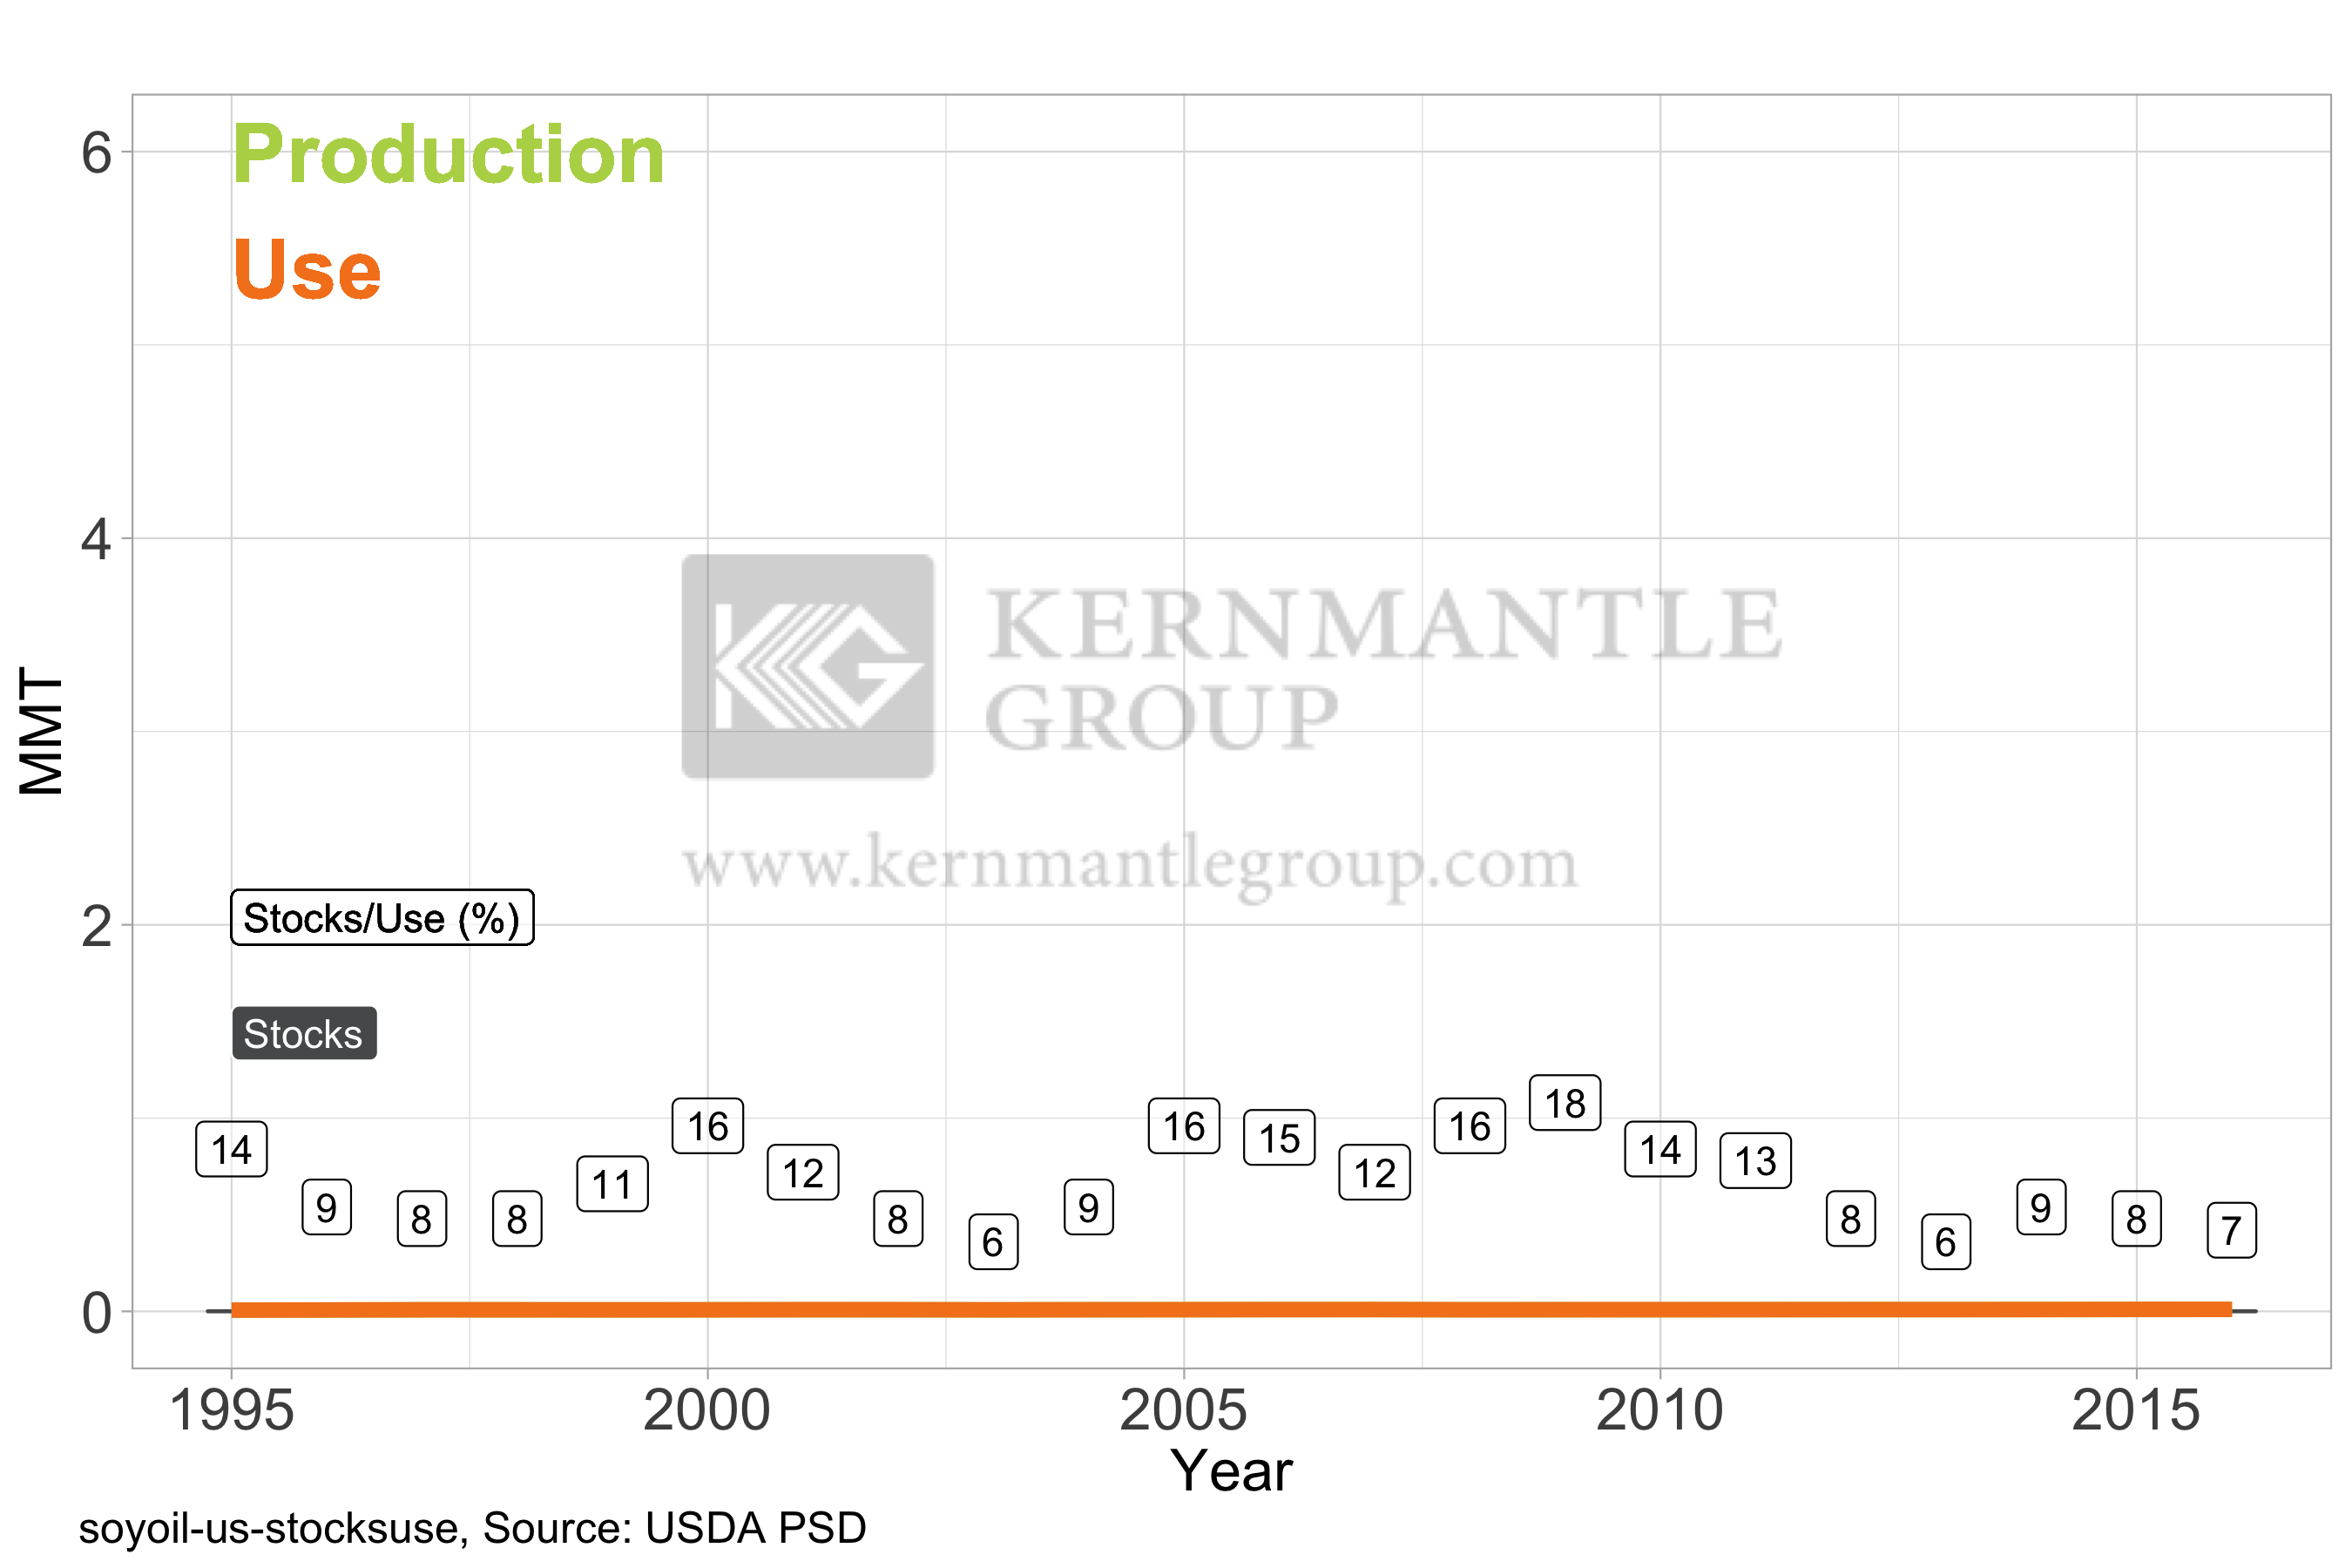 Production
Use
6
4
2
0
MMT
KERNMANTLE
GROUP
www.kernmantlegroup.com
Stocks/Use (%)
Stocks
14 9 8 8 11 16 12 8 6 9 16 15 12 16 18 14 13 8 6 9 8 7
1995 2000 2005 2010 2015
Year
soyoil-us-stocksuse, Source: USDA PSD